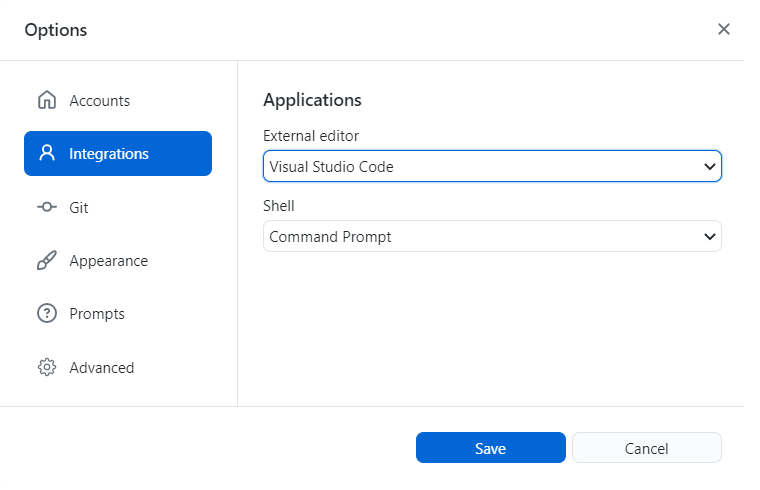 Options
Accounts
Integrations
Git
Appearance
Prompts
Advanced
Applications
External editor
Visual Studio Code
Shell
Command Prompt
Save
Cancel